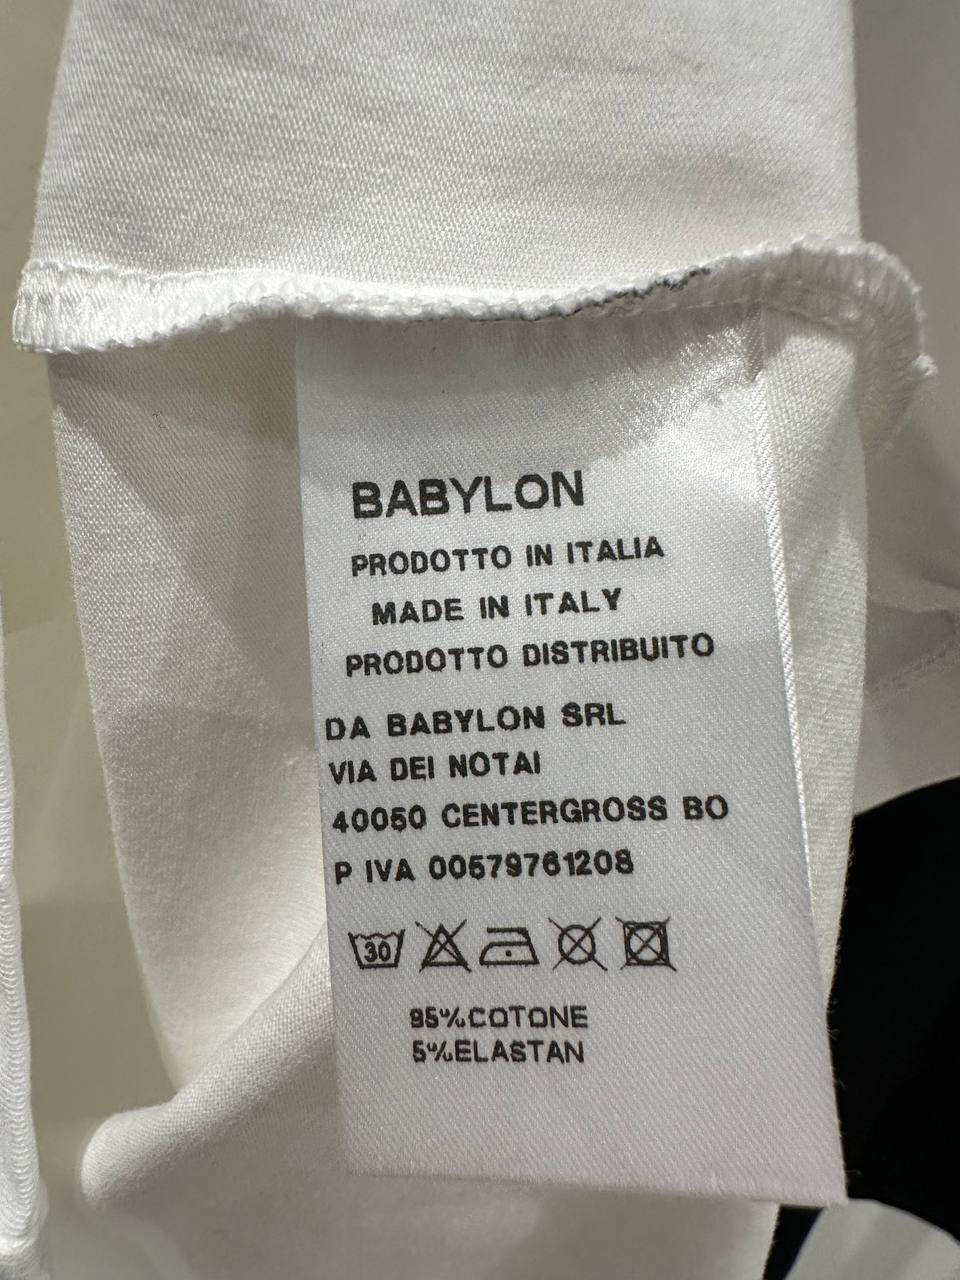 BABYLON
PRODOTTO IN ITALIA
MADE IN ITALY
PRODOTTO DISTRIBUITO
DA BABYLON SRL
VIA DEI NOTAI
40050 CENTERGROSS BO
P IVA 00579761208
30
95%COTONE
5%ELASTAN